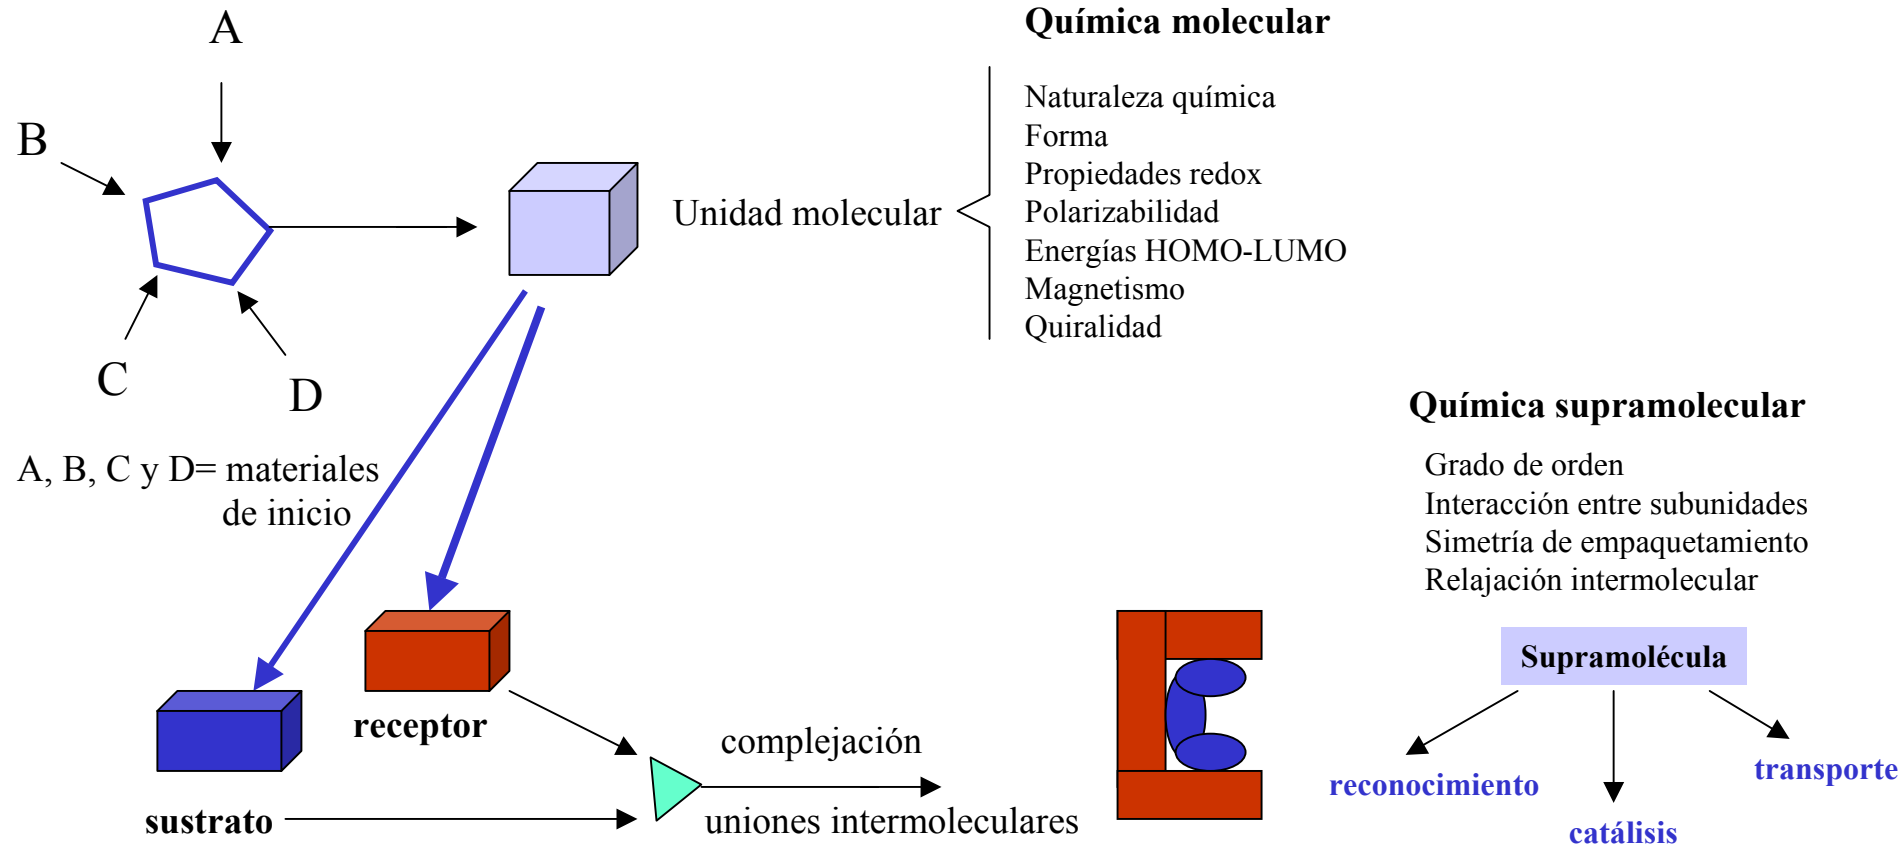 Química molecular
A
B
C
D
A, B, C y D= materiales
de inicio
Unidad molecular
Naturaleza química
Forma
Propiedades redox
Polarizabilidad
Energías HOMO-LUMO
Magnetismo
Quiralidad
Química supramolecular
Grado de orden
Interacción entre subunidades
Simetría de empaquetamiento
Relajación intermolecular
Supramolécula
reconocimiento
catálisis
transporte
receptor
sustrato
complejación
uniones intermoleculares